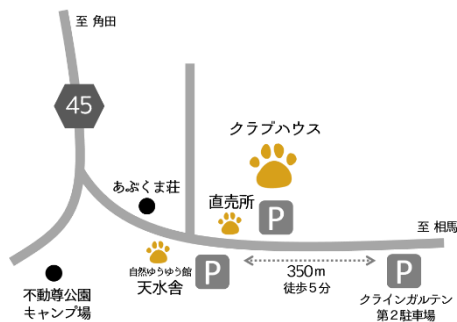 至 角田
45
クラブハウス
あぶくま荘
直売所
P
至 相馬
自然ゆうゆう館
天水舎
P
350m
徒歩5分
P
不動尊公園
キャンプ場
クラインガルテン
第2駐車場